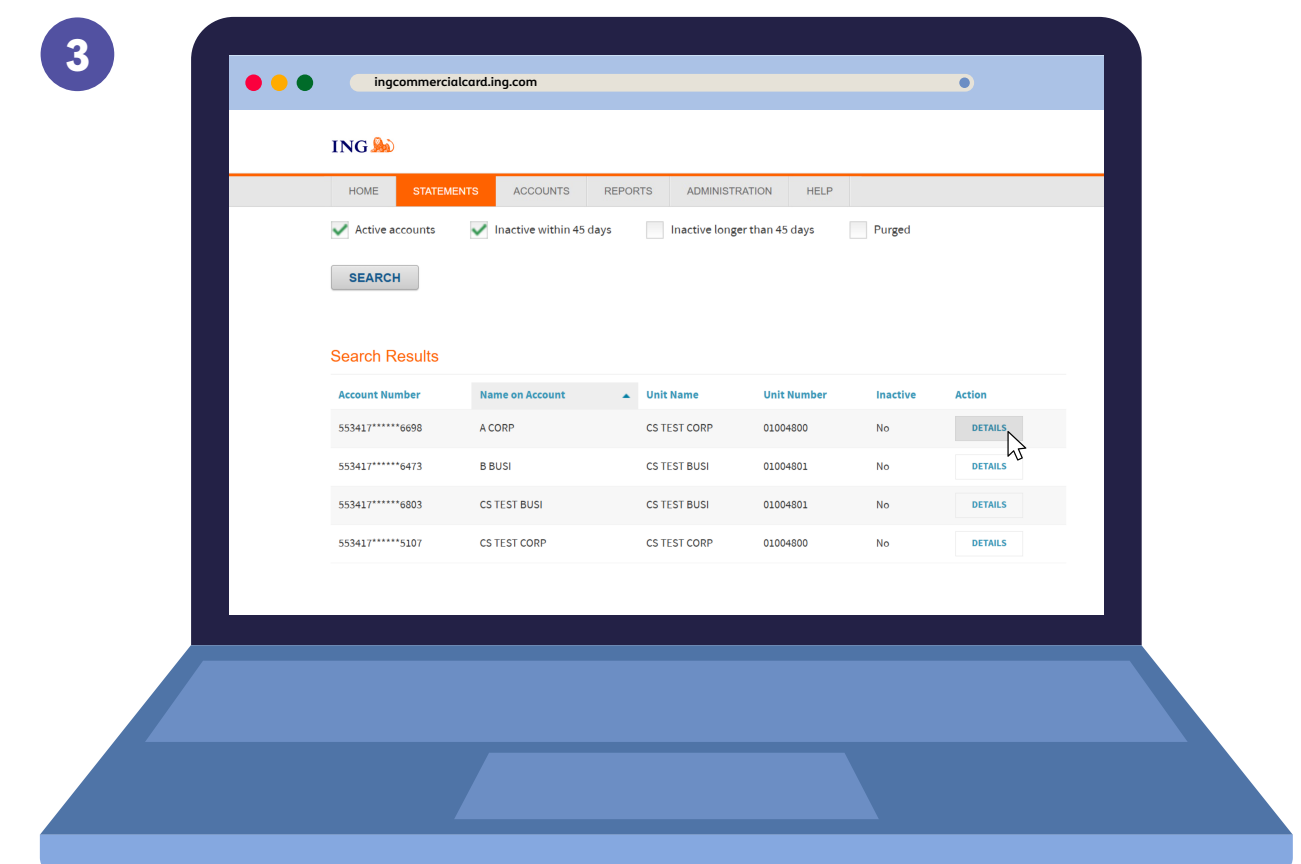 3
ingcommercialcard.ing.com
ING
HOME STATEMENTS ACCOUNTS REPORTS ADMINISTRATION HELP
Active accounts Inactive within 45 days Inactive longer than 45 days Purged
SEARCH
Search Results
Account Number Name on Account Unit Name Unit Number Inactive Action
553417******6698 A CORP CS TEST CORP 01004800 No DETAILS
553417******6473 B BUSI CS TEST BUSI 01004801 No DETAILS
553417******6803 CS TEST BUSI CS TEST BUSI 01004801 No DETAILS
553417******5107 CS TEST CORP CS TEST CORP 01004800 No DETAILS